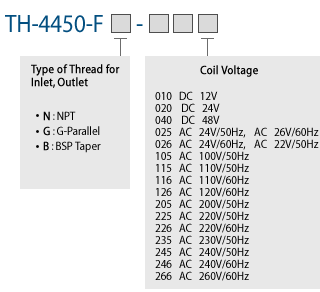 TH-4450-F □ - □ □ □
Type of Thread for
Inlet, Outlet
• N : NPT
• G : G-Parallel
• B : BSP Taper
Coil Voltage
010 DC 12V
020 DC 24V
040 DC 48V
025 AC 24V/50Hz, AC 26V/60Hz
026 AC 24V/60Hz, AC 22V/50Hz
105 AC 100V/50Hz
115 AC 110V/50Hz
116 AC 110V/60Hz
126 AC 120V/60Hz
205 AC 200V/50Hz
225 AC 220V/50Hz
226 AC 220V/60Hz
235 AC 230V/50Hz
245 AC 240V/50Hz
246 AC 240V/60Hz
266 AC 260V/60Hz